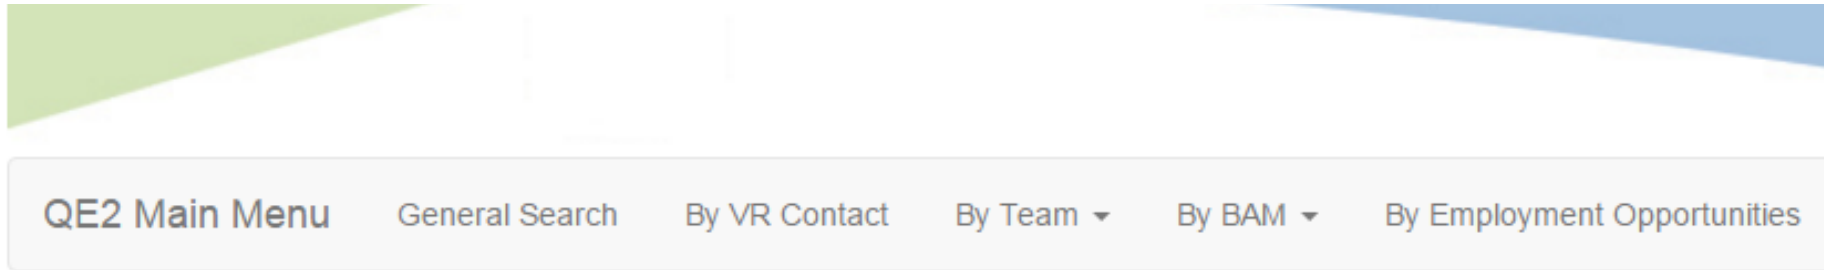 QE2 Main Menu General Search By VR Contact By Team By BAM By Employment Opportunities